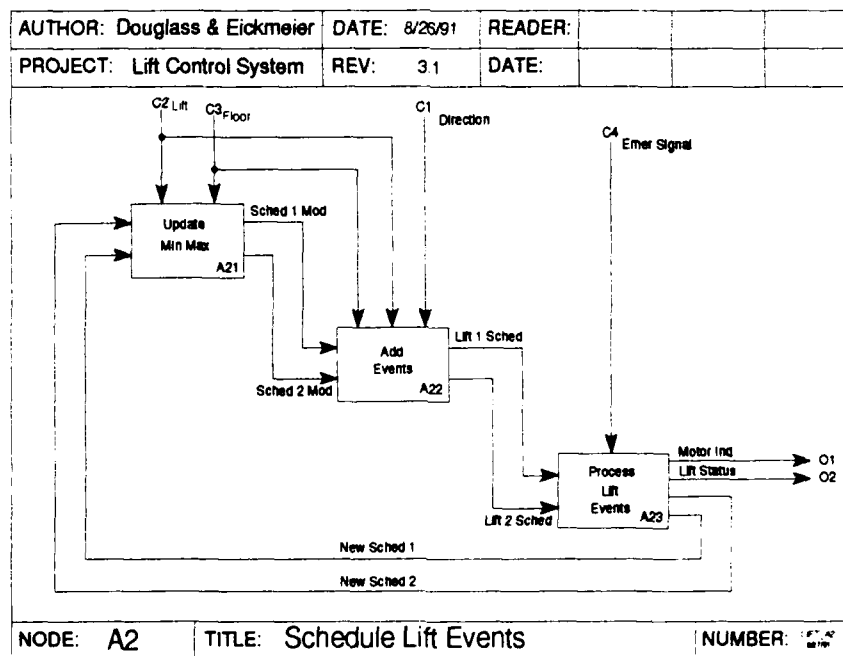 AUTHOR: Douglass & Eickmeier DATE: 8/26/91 READER:
PROJECT: Lift Control System REV: 3.1 DATE:
C2 Lift
C3 Floor
C1 Direction
C4 Emer Signal
Update Min Max
A21
Sched 1 Mod
Sched 2 Mod
Add Events
A22
Lift 1 Sched
Lift 2 Sched
Process Lift Events
A23
Motor Ind O1
Lift Status O2
New Sched 1
New Sched 2
NODE: A2 TITLE: Schedule Lift Events NUMBER: